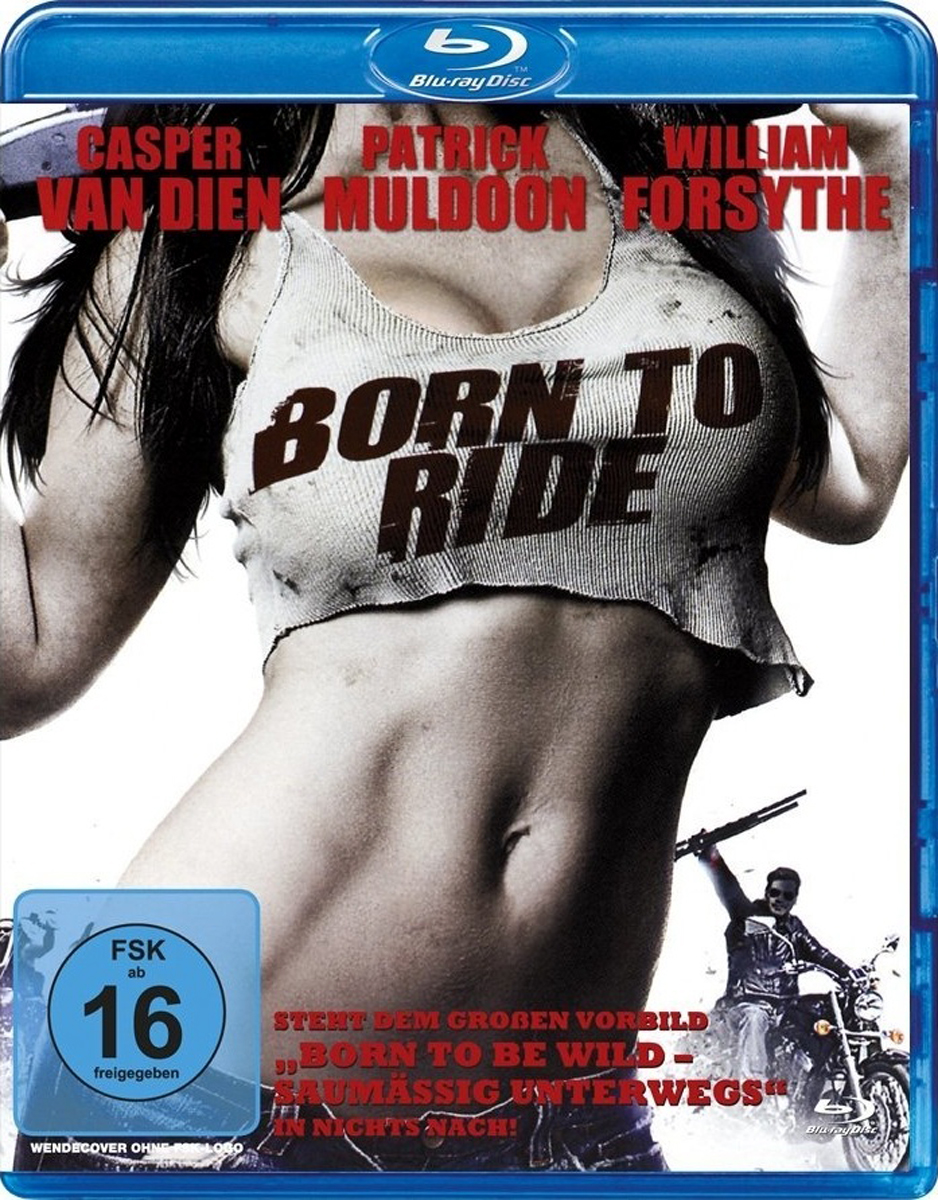 Blu-ray Disc
TM
CASPER
VAN DIEN
PATRICK
MULDOON
WILLIAM
FORSYTHE
BORN TO
RIDE
FSK
ab
16
freigegeben
WENDECOVER OHNE FSK-LOGO
STEHT DEM GROßEN VORBILD
„BORN TO BE WILD –
SAUMÄSSIG UNTERWEGS“
IN NICHTS NACH!
Blu-ray Disc